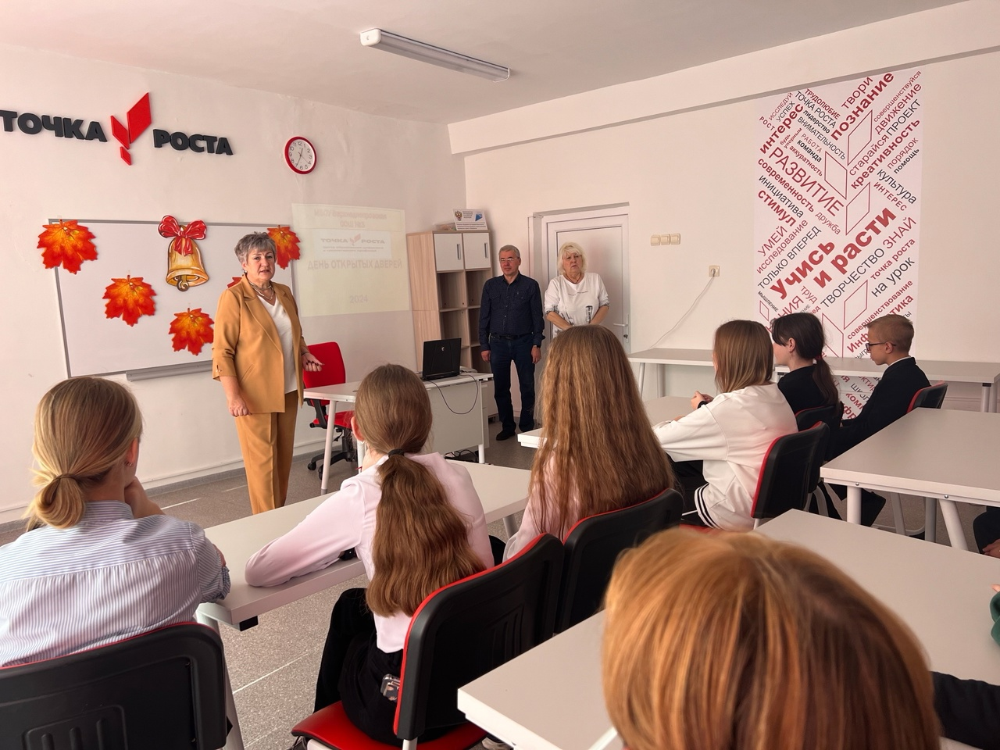 ТОЧКА РОСТА
ТОЧКА РОСТА
ДЕНЬ ОТКРЫТЫХ ДВЕРЕЙ
2024
ИССЛЕДУЙ
УСПЕХ
ТРУДОЛЮБИЕ
ТОЧКА РОСТА
лидерство
ВНИМАТЕЛЬНОСТЬ
РОСТ
интерес
РАБОТА
команда
аккуратность
РАЗВИТИЕ
современность
инициатива
стимул
дружба
твори
познание
совершенствуйся
движение
ПРОЕКТ
старайся
креативность
порядок
помощь
культура
ИНТЕРЕС
УМЕЙ
исследование
ТОЛЬКО ВПЕРЕД
Учись
и расти
ЗНАЙ
ТВОРЧЕСТВО
точка роста
на урок
труд
мышление
совершенствование